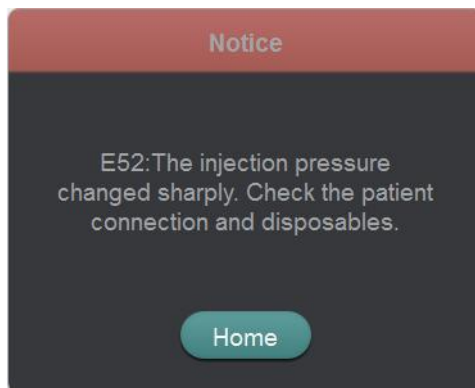 Notice
E52:The injection pressure
changed sharply. Check the patient
connection and disposables.
Home